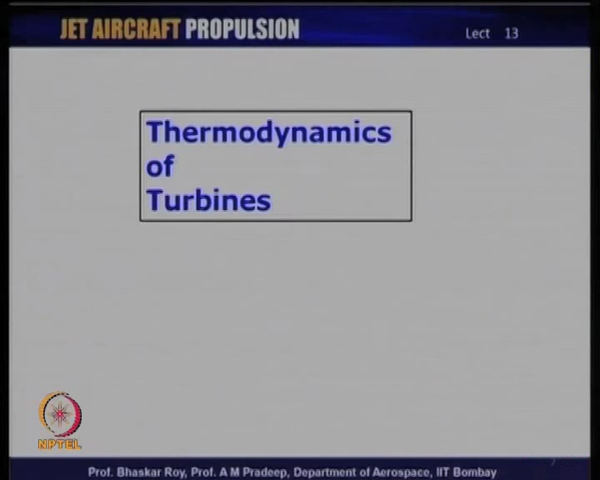 JET AIRCRAFT PROPULSION
Lect 13
Thermodynamics
of
Turbines
NPTEL
Prof. Bhaskar Roy, Prof. A M Pradeep, Department of Aerospace, IIT Bombay
7